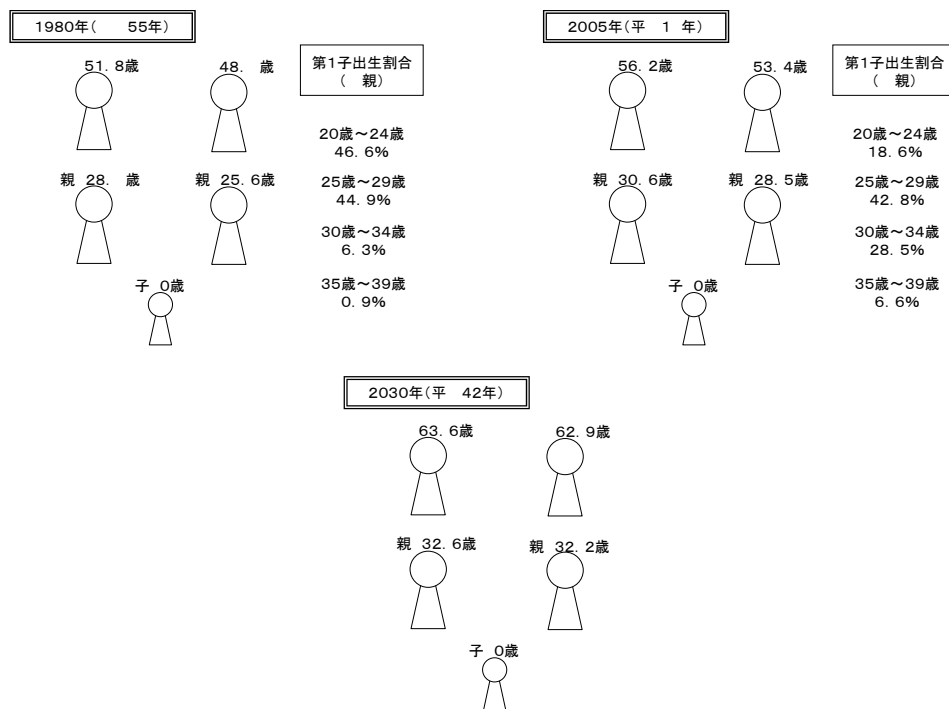 1980年( 55年)
51.8歳 48. 歳
第1子出生割合
( 親)
20歳～24歳
46.6%
親 28. 歳 親 25.6歳
25歳～29歳
44.9%
30歳～34歳
6.3%
子 0歳
35歳～39歳
0.9%
2005年(平 1 年)
56.2歳 53.4歳
第1子出生割合
( 親)
20歳～24歳
18.6%
親 30.6歳 親 28.5歳
25歳～29歳
42.8%
30歳～34歳
28.5%
子 0歳
35歳～39歳
6.6%
2030年(平 42年)
63.6歳 62.9歳
親 32.6歳 親 32.2歳
子 0歳